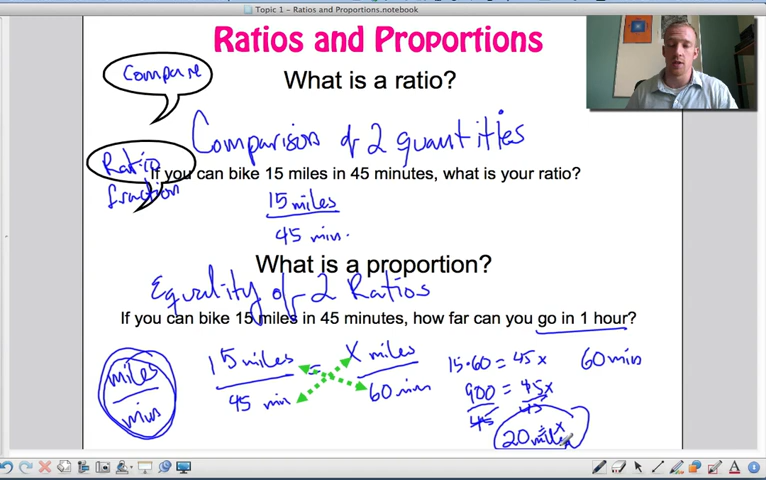 Topic 1 - Ratios and Proportions.notebook
Ratios and Proportions
Compare
What is a ratio?
Comparison of 2 quantities
Ratio
fraction
If you can bike 15 miles in 45 minutes, what is your ratio?
15 miles
45 min.
What is a proportion?
Equality of 2 Ratios
If you can bike 15 miles in 45 minutes, how far can you go in 1 hour?
miles
min
15 miles = x miles
45 min 60 min
15·60 = 45x
60 min
900 = 45x
45 45
20 miles = x